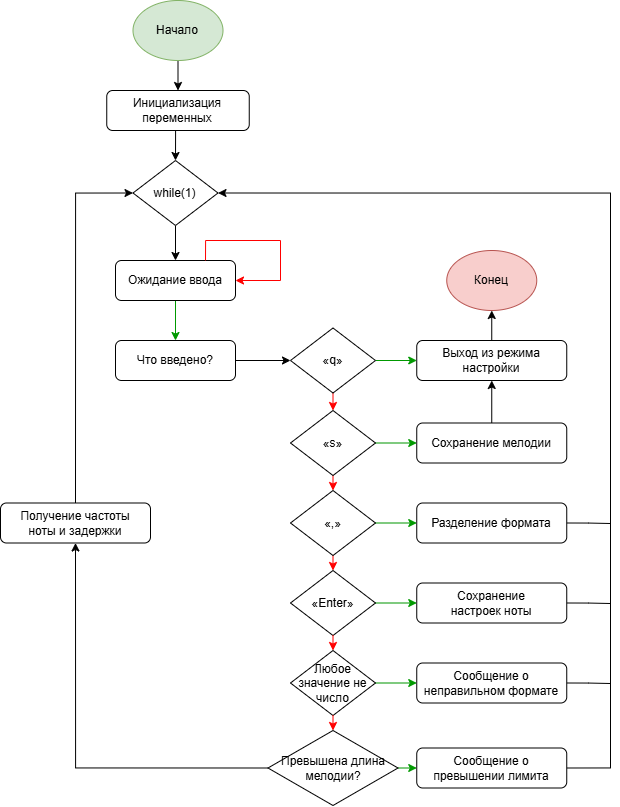 Начало
Инициализация
переменных
while(1)
Ожидание ввода
Конец
Что введено?
«q»
Выход из режима
настройки
«s»
Сохранение мелодии
Получение частоты
ноты и задержки
«,»
Разделение формата
«Enter»
Сохранение
настроек ноты
Любое
значение не
число
Сообщение о
неправильном формате
Превышена длина
мелодии?
Сообщение о
превышении лимита